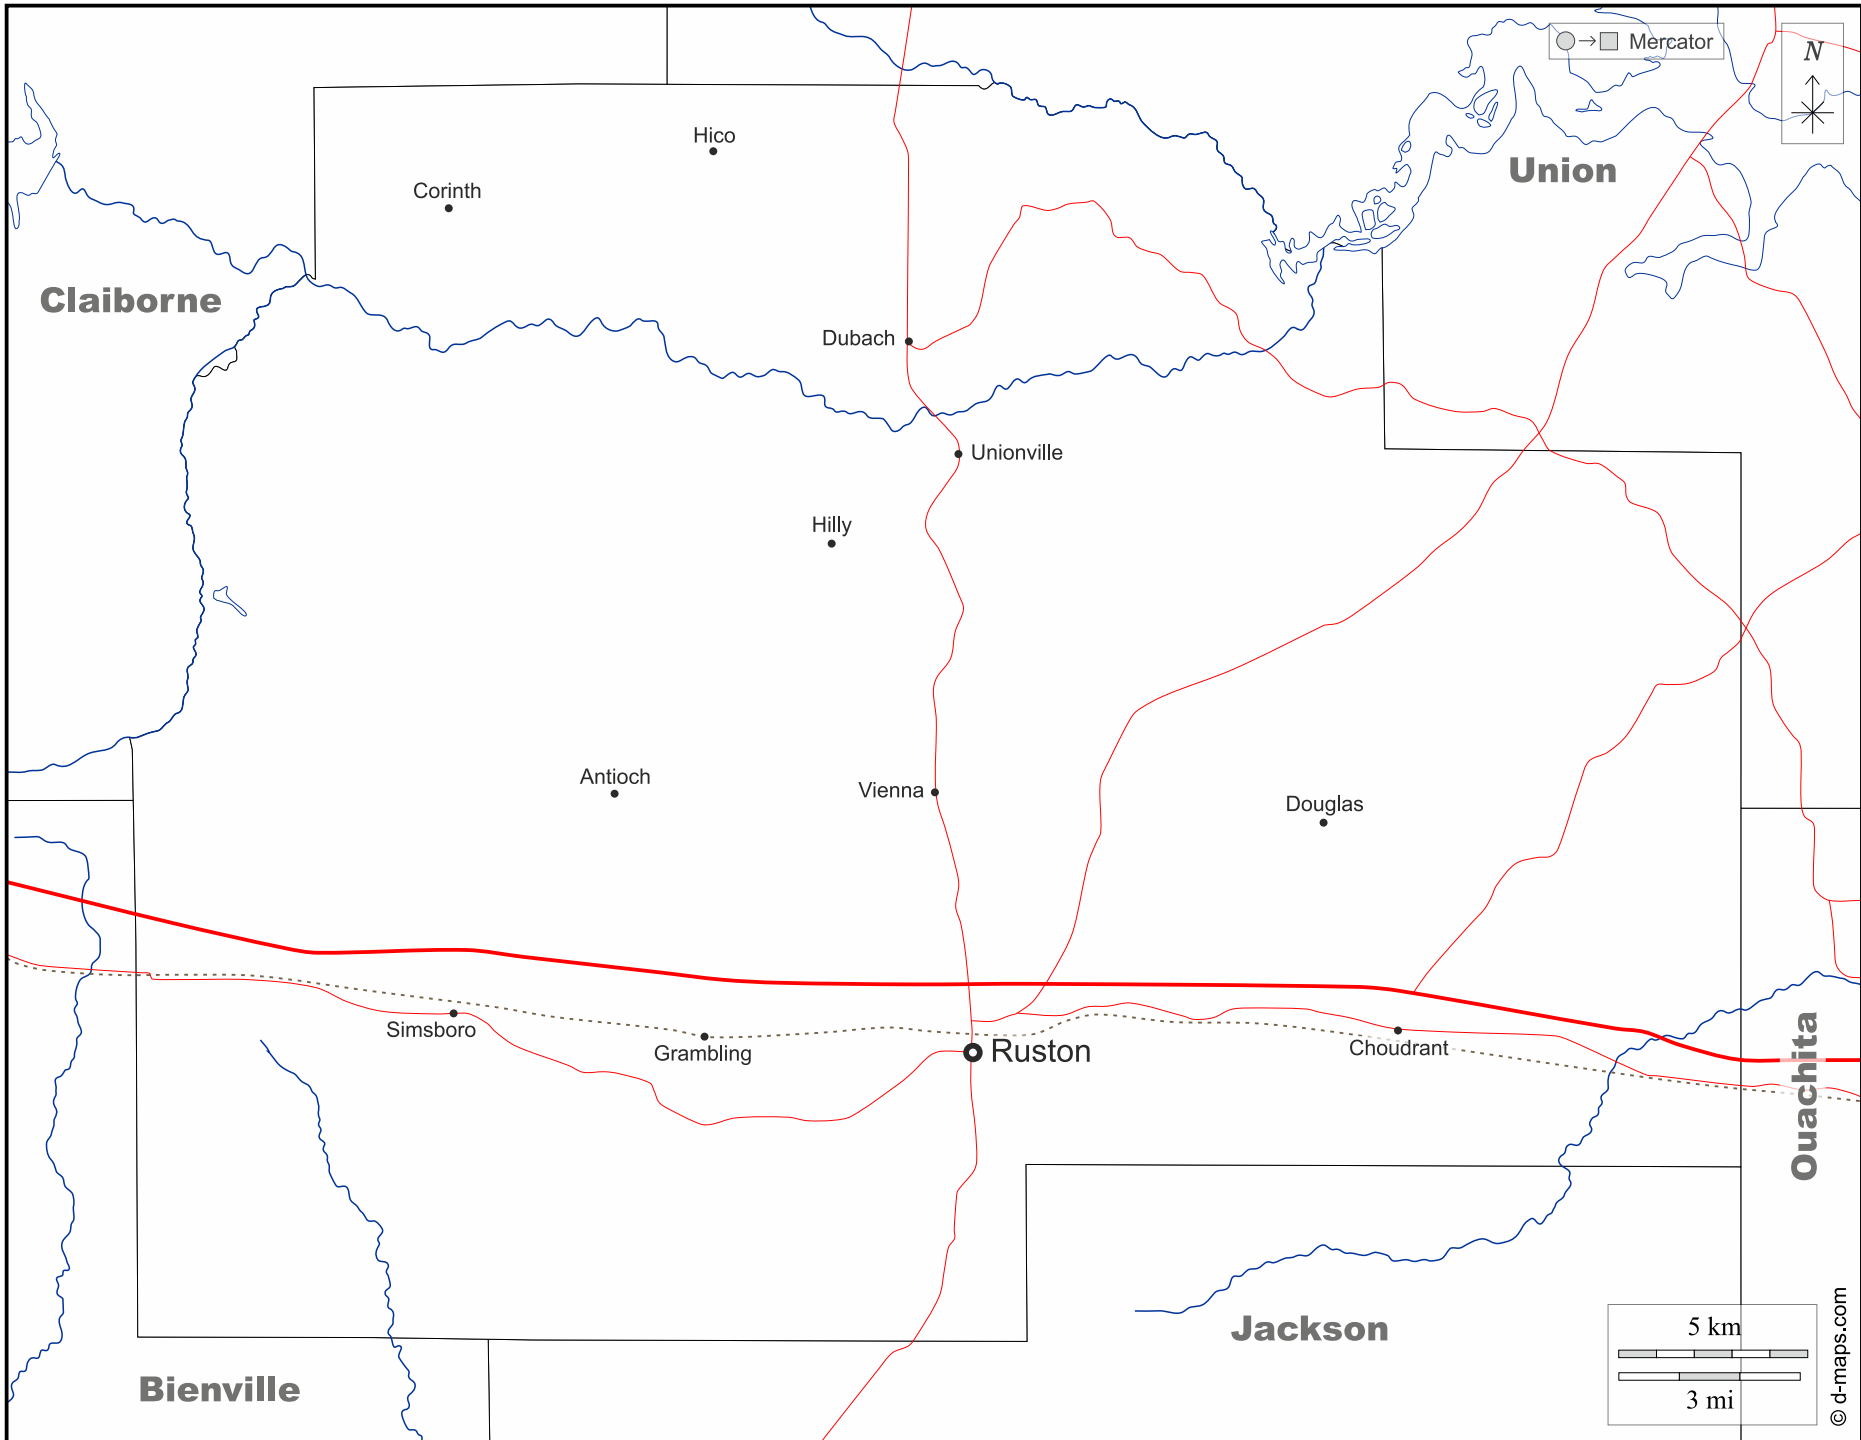 Mercator
N
Hico
Union
Corinth
Claiborne
Dubach
Unionville
Hilly
Antioch
Vienna
Douglas
Simsboro
Grambling
Ruston
Choudrant
Ouachita
Jackson
Bienville
5 km
3 mi
© d-maps.com